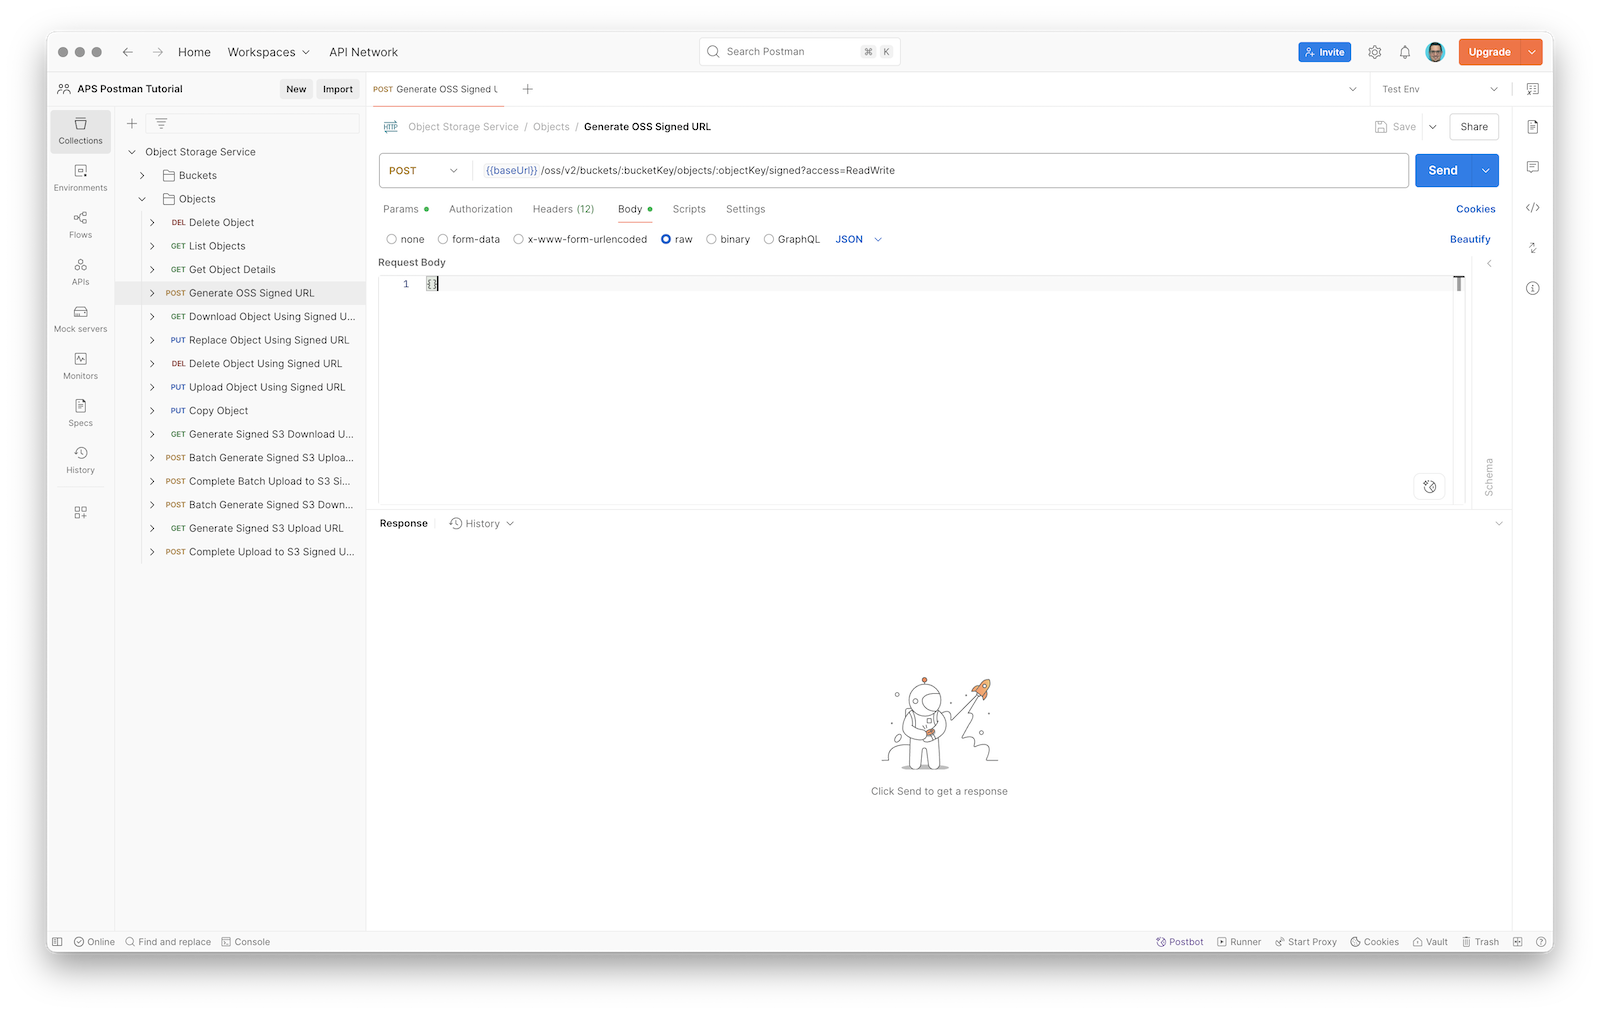 Home Workspaces API Network Search Postman ⌘ K Invite Upgrade
APS Postman Tutorial New Import POST Generate OSS Signed U Test Env
Object Storage Service / Objects / Generate OSS Signed URL Save Share
Collections
Environments
Flows
APIs
Mock servers
Monitors
Specs
History
Object Storage Service
Buckets
Objects
DEL Delete Object
GET List Objects
GET Get Object Details
POST Generate OSS Signed URL
GET Download Object Using Signed U...
PUT Replace Object Using Signed URL
DEL Delete Object Using Signed URL
PUT Upload Object Using Signed URL
PUT Copy Object
GET Generate Signed S3 Download U...
POST Batch Generate Signed S3 Uploa...
POST Complete Batch Upload to S3 Si...
POST Batch Generate Signed S3 Down...
GET Generate Signed S3 Upload URL
POST Complete Upload to S3 Signed U...
HTTP
POST {{baseUrl}} /oss/v2/buckets/:bucketKey/objects/:objectKey/signed?access=ReadWrite Send
Params Authorization Headers (12) Body Scripts Settings Cookies
none form-data x-www-form-urlencoded raw binary GraphQL JSON Beautify
Request Body
1 {}
Schema
Response History
Click Send to get a response
Online Find and replace Console Postbot Runner Start Proxy Cookies Vault Trash